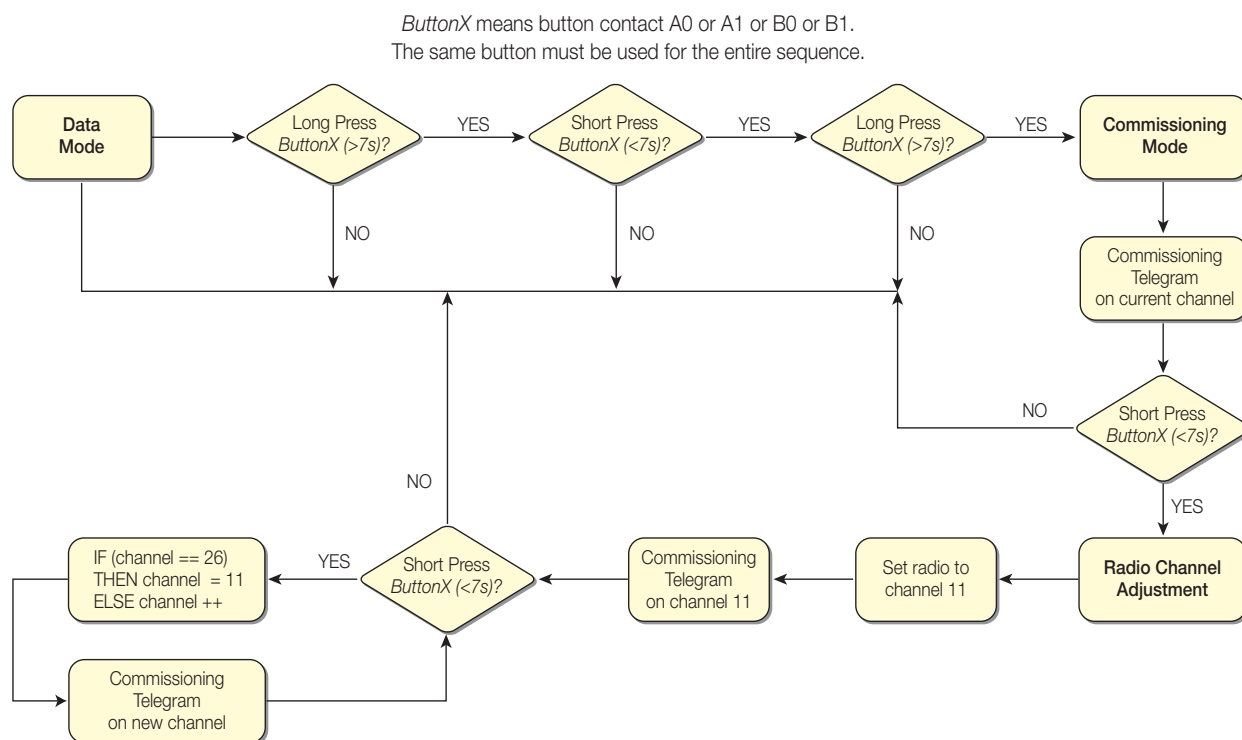 ButtonX means button contact A0 or A1 or B0 or B1.
The same button must be used for the entire sequence.
Data
Mode
Long Press
ButtonX (>7s)?
YES
Short Press
ButtonX (<7s)?
YES
Long Press
ButtonX (>7s)?
YES
Commissioning
Mode
NO
NO
NO
Commissioning
Telegram
on current channel
NO
Short Press
ButtonX (<7s)?
YES
NO
IF (channel == 26)
THEN channel = 11
ELSE channel ++
YES
Short Press
ButtonX (<7s)?
Commissioning
Telegram
on channel 11
Set radio to
channel 11
Radio Channel
Adjustment
Commissioning
Telegram
on new channel